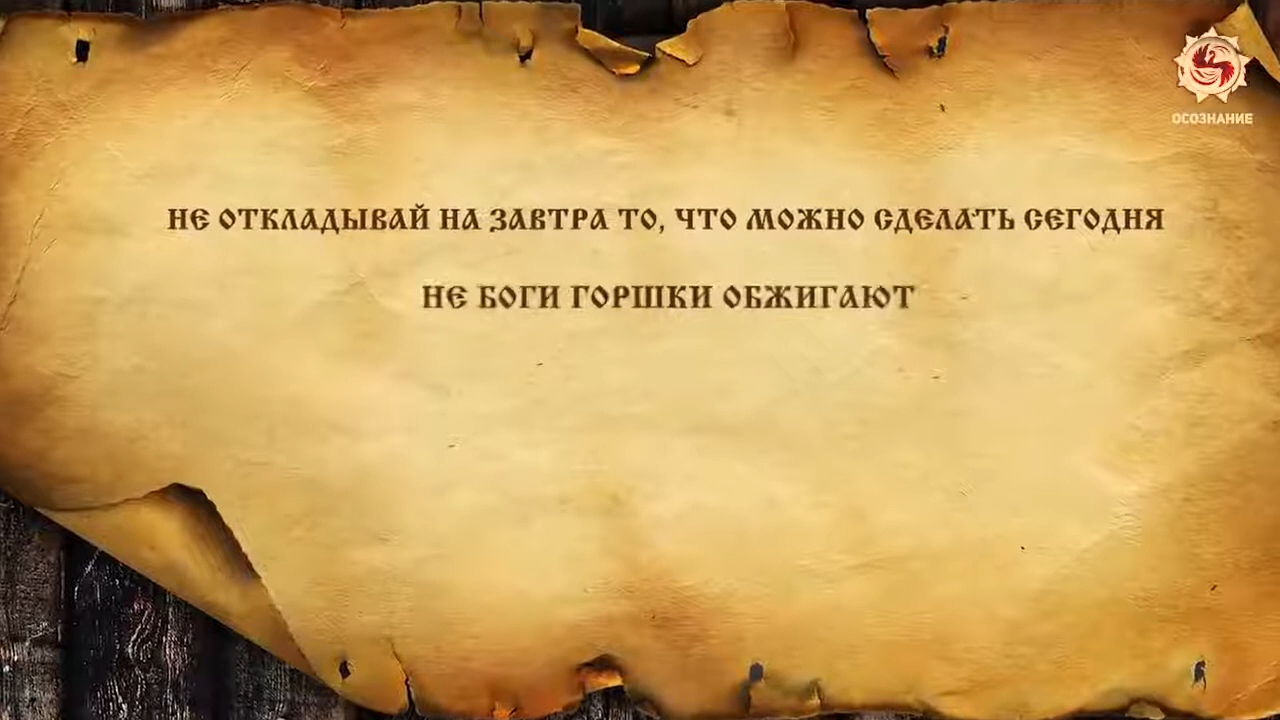 ОСОЗНАНИЕ
НЕ ОТКЛАДЫВАЙ НА ЗАВТРА ТО, ЧТО МОЖНО СДЕЛАТЬ СЕГОДНЯ
НЕ БОГИ ГОРШКИ ОБЖИГАЮТ